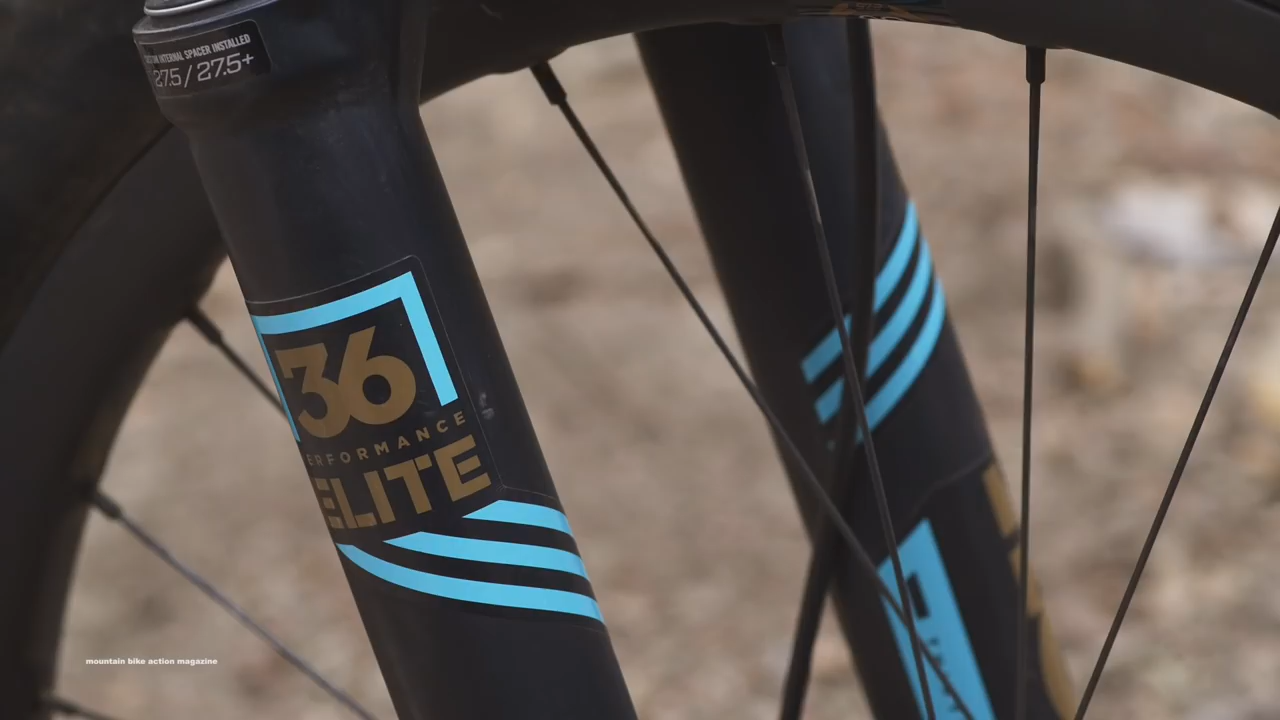 INTERNAL SPACER INSTALLED
27.5 / 27.5+
36
ERFORMANCE
ELITE
mountain bike action magazine